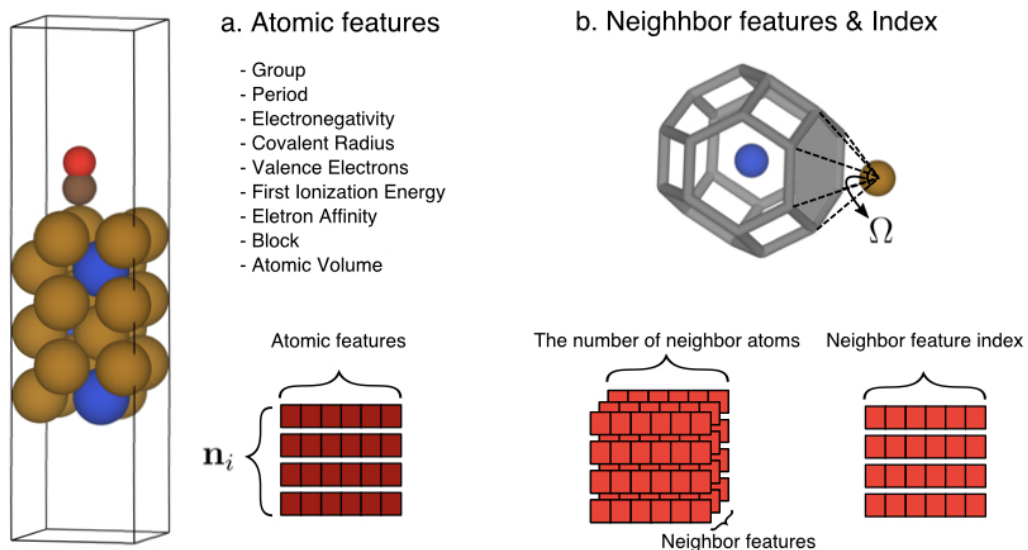 a. Atomic features
- Group
- Period
- Electronegativity
- Covalent Radius
- Valence Electrons
- First Ionization Energy
- Eletron Affinity
- Block
- Atomic Volume
Atomic features
n_i
b. Neighhbor features & Index
Ω
The number of neighbor atoms
Neighbor features
Neighbor feature index